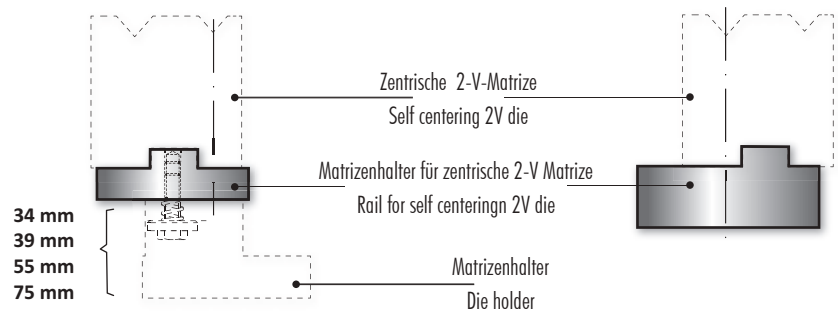 Zentrische 2-V-Matrize
Self centering 2V die
Matrizenhalter für zentrische 2-V Matrize
Rail for self centeringn 2V die
34 mm
39 mm
55 mm
75 mm
Matrizenhalter
Die holder